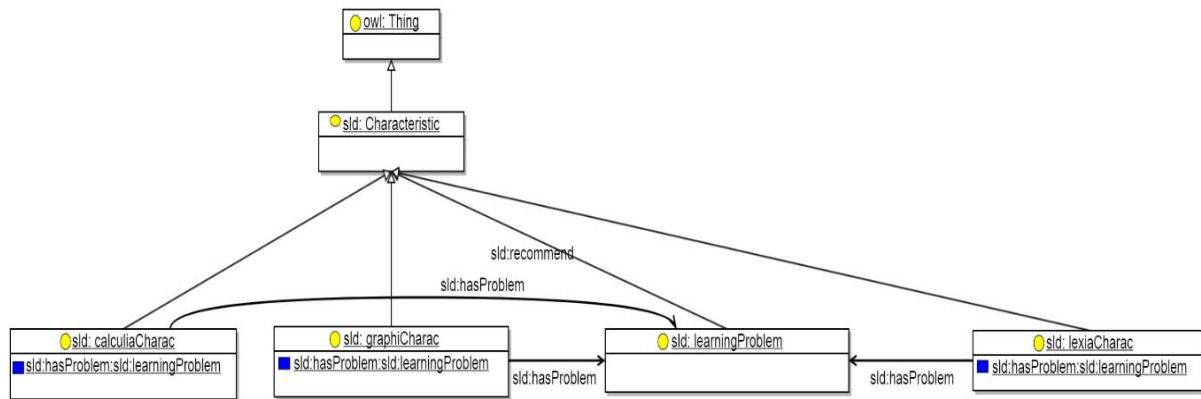 owl: Thing
sld: Characteristic
sld:recommend
sld:hasProblem
sld: calculiaCharac
sld:hasProblem:sld:learningProblem
sld: graphiCharac
sld:hasProblem:sld:learningProblem
sld:hasProblem
sld: learningProblem
sld:hasProblem
sld: lexiaCharac
sld:hasProblem:sld:learningProblem